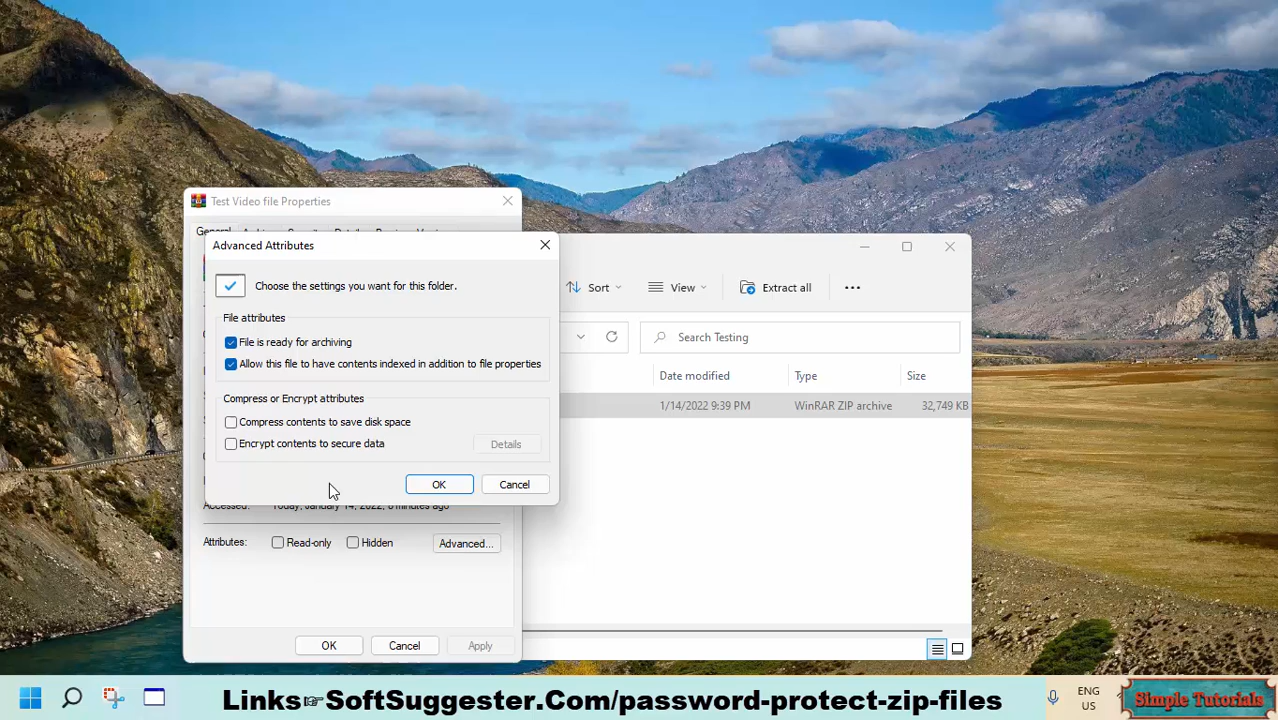 Test Video file Properties
Advanced Attributes
Choose the settings you want for this folder.
File attributes
File is ready for archiving
Allow this file to have contents indexed in addition to file properties
Compress or Encrypt attributes
Compress contents to save disk space
Encrypt contents to secure data
Details
OK
Cancel
Attributes:
Read-only
Hidden
Advanced...
OK
Cancel
Apply
Sort
View
Extract all
Search Testing
Date modified
Type
Size
1/14/2022 9:39 PM
WinRAR ZIP archive
32,749 KB
Links☞SoftSuggester.Com/password-protect-zip-files
ENG
US
Simple Tutorials